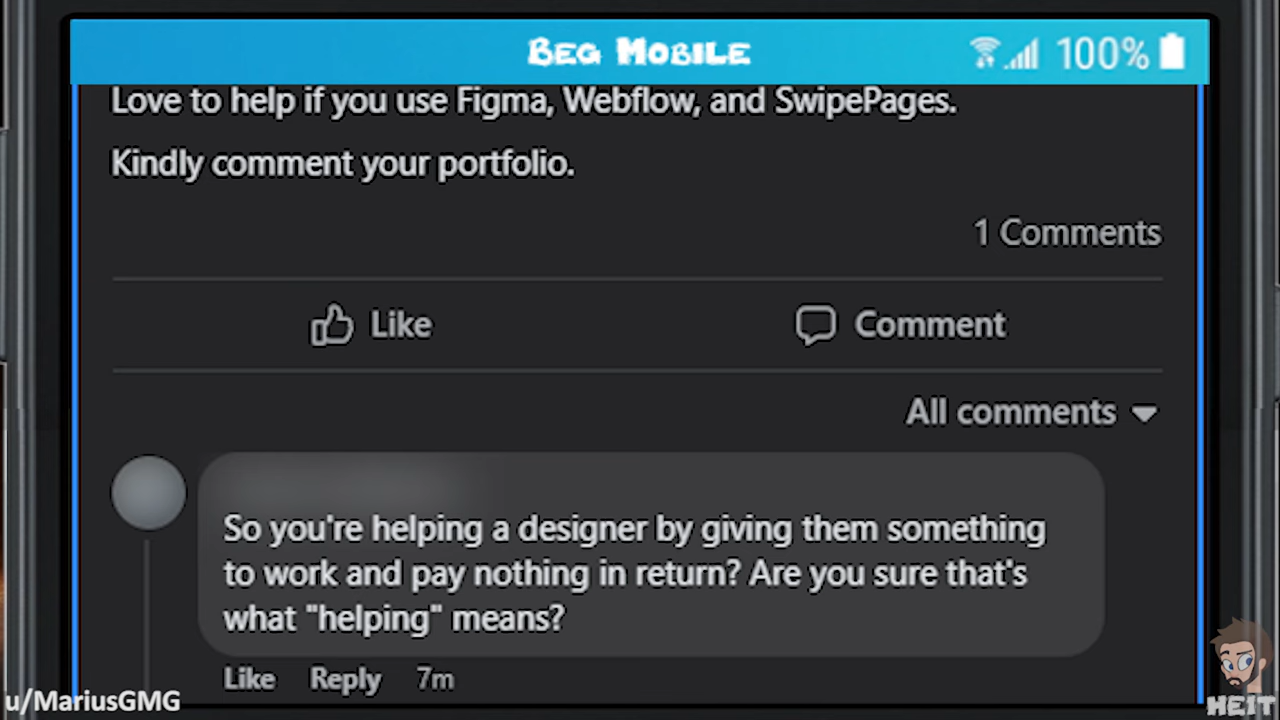 Beg Mobile
100%
Love to help if you use Figma, Webflow, and SwipePages.
Kindly comment your portfolio.
1 Comments
Like
Comment
All comments
So you're helping a designer by giving them something
to work and pay nothing in return? Are you sure that's
what "helping" means?
Like Reply 7m
u/MariusGMG
HEIT